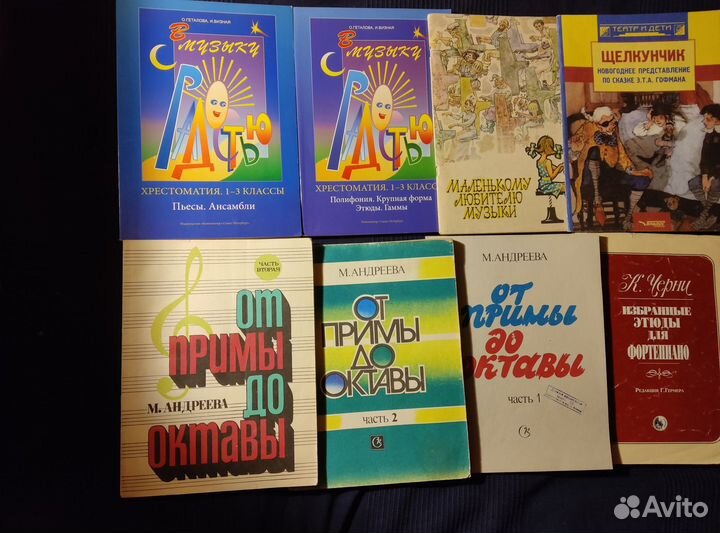 О. ГЕТАЛОВА, И. ВИЗНАЯ
В МУЗЫКУ
РАДОСТЬЮ
ХРЕСТОМАТИЯ. 1–3 КЛАССЫ
Пьесы. Ансамбли
О. ГЕТАЛОВА, И. ВИЗНАЯ
В МУЗЫКУ
РАДОСТЬЮ
ХРЕСТОМАТИЯ. 1–3 КЛАССЫ
Полифония. Крупная форма
Этюды. Гаммы
МАЛЕНЬКОМУ
ЛЮБИТЕЛЮ
МУЗЫКИ
ТЕАТР И ДЕТИ
ЩЕЛКУНЧИК
НОВОГОДНЕЕ ПРЕДСТАВЛЕНИЕ
ПО СКАЗКЕ Э.Т.А. ГОФМАНА
ЧАСТЬ
ВТОРАЯ
ОТ
ПРИМЫ
ДО
М. АНДРЕЕВА
ОКТАВЫ
М. АНДРЕЕВА
ОТ
ПРИМЫ
ДО
ОКТАВЫ
часть 2
М. АНДРЕЕВА
ОТ
ПРИМЫ
ДО
ОКТАВЫ
часть 1
К. Черни
ИЗБРАННЫЕ
ЭТЮДЫ
ДЛЯ
ФОРТЕПИАНО
Редакция Г. Гермера
Avito